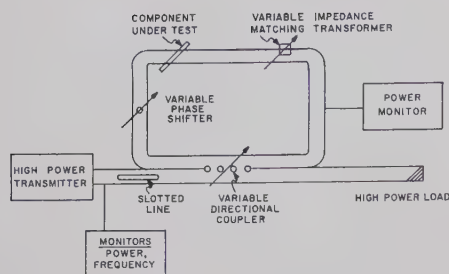 COMPONENT
UNDER TEST
VARIABLE IMPEDANCE
MATCHING TRANSFORMER
VARIABLE
PHASE
SHIFTER
POWER
MONITOR
HIGH POWER
TRANSMITTER
SLOTTED
LINE
VARIABLE
DIRECTIONAL
COUPLER
HIGH POWER LOAD
MONITORS
POWER,
FREQUENCY